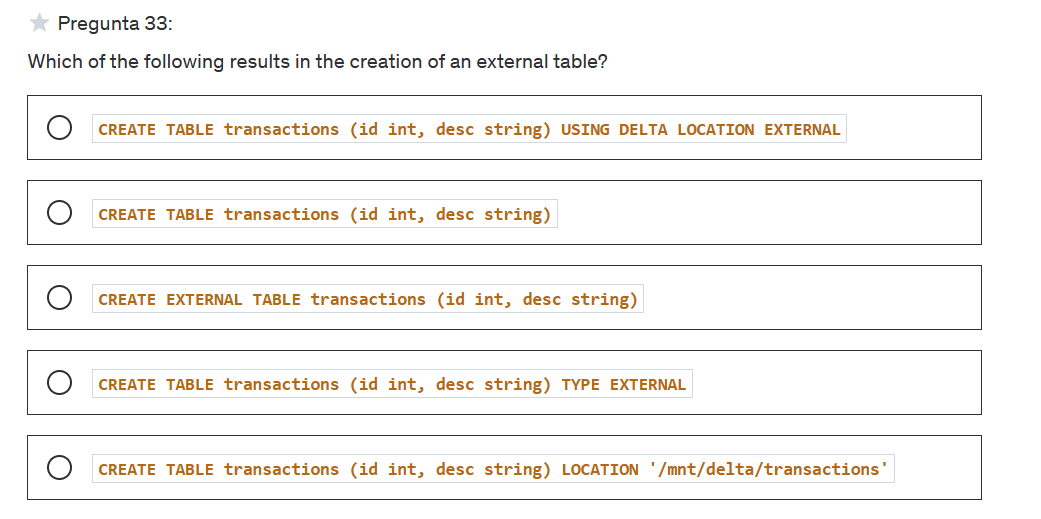 Pregunta 33:
Which of the following results in the creation of an external table?
CREATE TABLE transactions (id int, desc string) USING DELTA LOCATION EXTERNAL
CREATE TABLE transactions (id int, desc string)
CREATE EXTERNAL TABLE transactions (id int, desc string)
CREATE TABLE transactions (id int, desc string) TYPE EXTERNAL
CREATE TABLE transactions (id int, desc string) LOCATION '/mnt/delta/transactions'